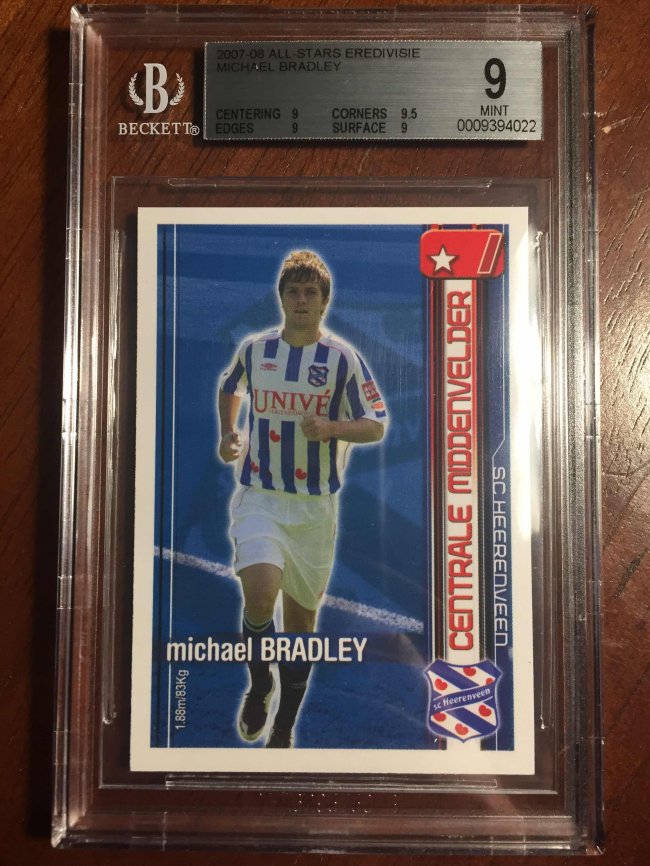 2007-08 ALL-STARS EREDIVISIE
MICHAEL BRADLEY
CENTERING 9 CORNERS 9.5
EDGES 9 SURFACE 9
9
MINT
0009394022
B
BECKETT®
UNIVÉ
CENTRALE MIDDENVELDER
SC HEERENVEEN
michael BRADLEY
1.88m/83Kg
sc Heerenveen